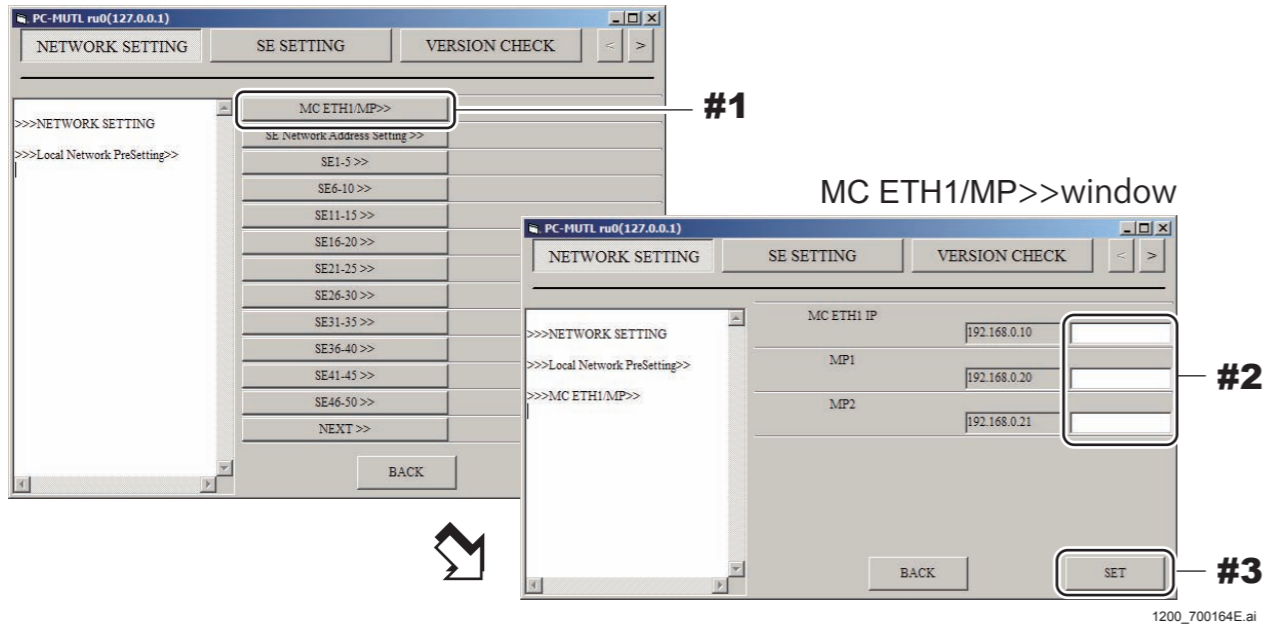 PC-MUTL ru0(127.0.0.1)
NETWORK SETTING
SE SETTING
VERSION CHECK
<
>
>>>NETWORK SETTING
>>>Local Network PreSetting>>
MC ETH1/MP>>
SE Network Address Setting >>
SE1-5 >>
SE6-10 >>
SE11-15 >>
SE16-20 >>
SE21-25 >>
SE26-30 >>
SE31-35 >>
SE36-40 >>
SE41-45 >>
SE46-50 >>
NEXT >>
BACK
#1
MC ETH1/MP>>window
PC-MUTL ru0(127.0.0.1)
NETWORK SETTING
SE SETTING
VERSION CHECK
<
>
>>>NETWORK SETTING
>>>Local Network PreSetting>>
>>>MC ETH1/MP>>
MC ETH1 IP
192.168.0.10
MP1
192.168.0.20
MP2
192.168.0.21
#2
BACK
SET
#3
1200_700164E.ai